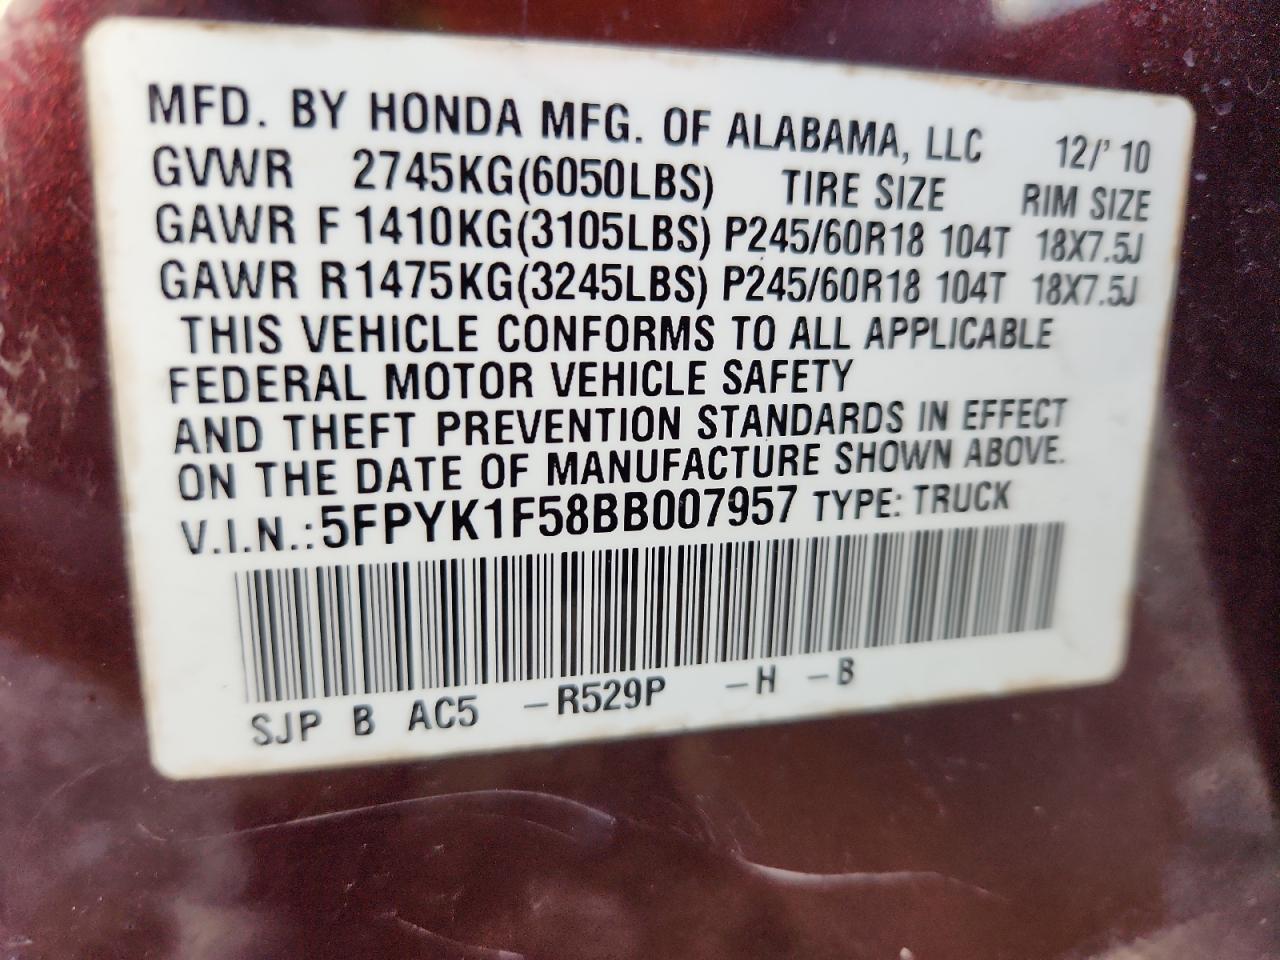 MFD. BY HONDA MFG. OF ALABAMA, LLC 12/' 10
GVWR 2745KG(6050LBS) TIRE SIZE RIM SIZE
GAWR F 1410KG(3105LBS) P245/60R18 104T 18X7.5J
GAWR R1475KG(3245LBS) P245/60R18 104T 18X7.5J
THIS VEHICLE CONFORMS TO ALL APPLICABLE
FEDERAL MOTOR VEHICLE SAFETY
AND THEFT PREVENTION STANDARDS IN EFFECT
ON THE DATE OF MANUFACTURE SHOWN ABOVE.
V.I.N.:5FPYK1F58BB007957 TYPE: TRUCK
SJP B AC5 –R529P –H –B